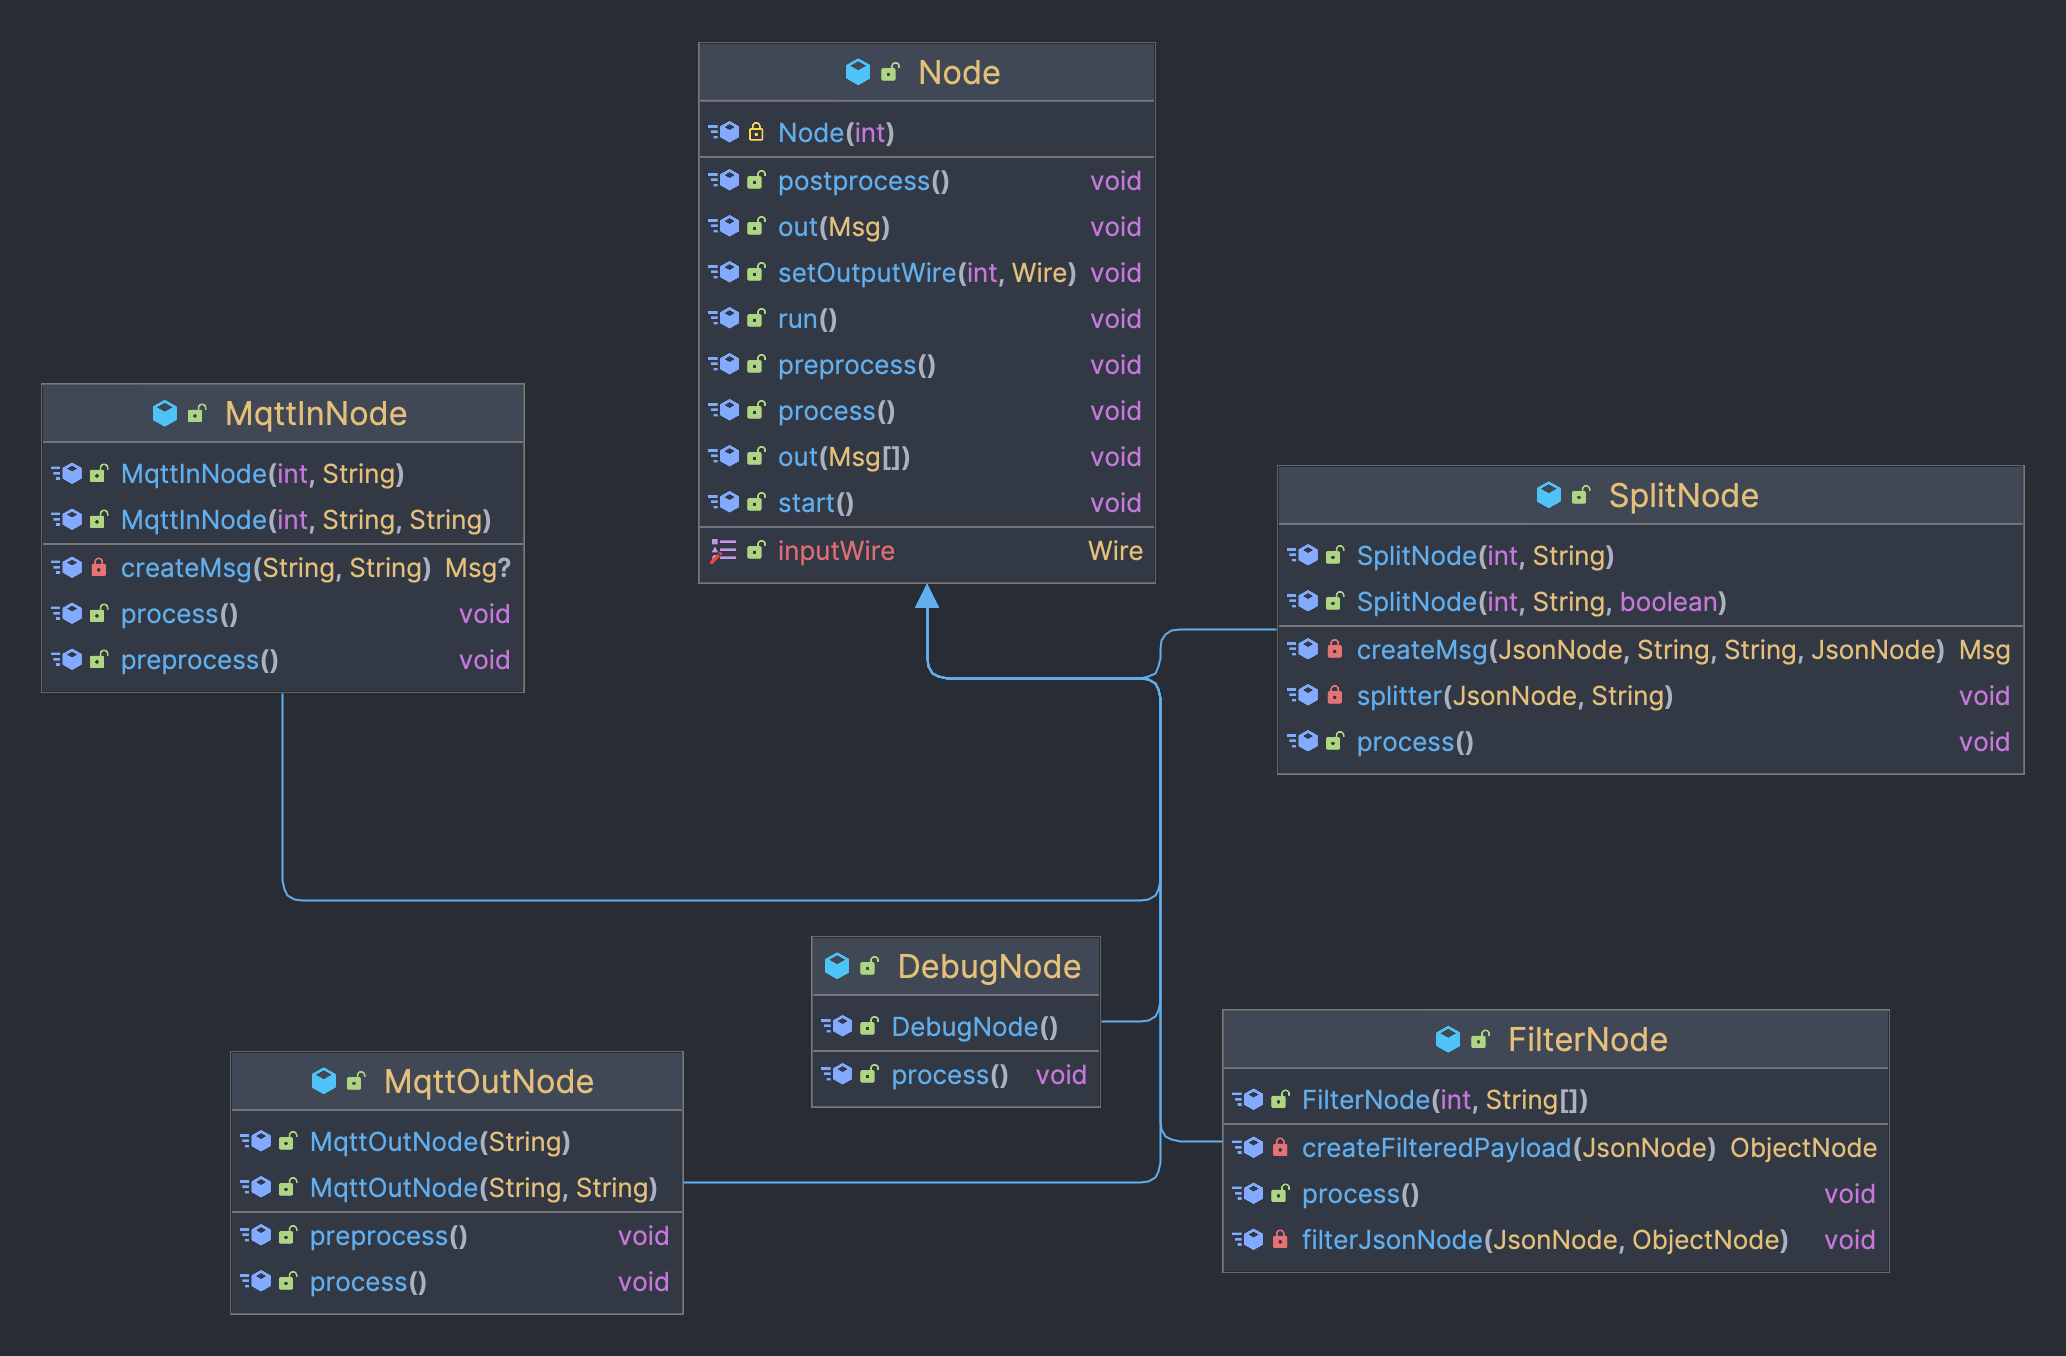 Node
Node(int)
postprocess() void
out(Msg) void
setOutputWire(int, Wire) void
run() void
preprocess() void
process() void
out(Msg[]) void
start() void
inputWire Wire
MqttInNode
MqttInNode(int, String)
MqttInNode(int, String, String)
createMsg(String, String) Msg?
process() void
preprocess() void
SplitNode
SplitNode(int, String)
SplitNode(int, String, boolean)
createMsg(JsonNode, String, String, JsonNode) Msg
splitter(JsonNode, String) void
process() void
DebugNode
DebugNode()
process() void
MqttOutNode
MqttOutNode(String)
MqttOutNode(String, String)
preprocess() void
process() void
FilterNode
FilterNode(int, String[])
createFilteredPayload(JsonNode) ObjectNode
process() void
filterJsonNode(JsonNode, ObjectNode) void